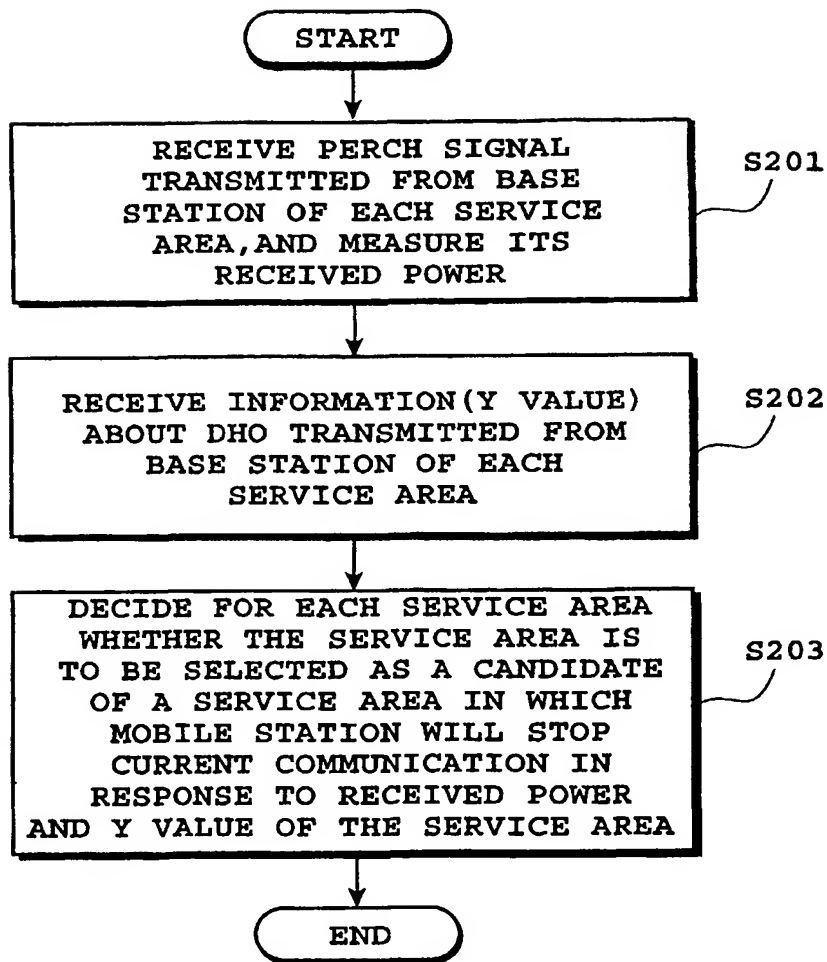 START
RECEIVE PERCH SIGNAL
TRANSMITTED FROM BASE
STATION OF EACH SERVICE
AREA,AND MEASURE ITS
RECEIVED POWER
S201
RECEIVE INFORMATION(Y VALUE)
ABOUT DHO TRANSMITTED FROM
BASE STATION OF EACH
SERVICE AREA
S202
DECIDE FOR EACH SERVICE AREA
WHETHER THE SERVICE AREA IS
TO BE SELECTED AS A CANDIDATE
OF A SERVICE AREA IN WHICH
MOBILE STATION WILL STOP
CURRENT COMMUNICATION IN
RESPONSE TO RECEIVED POWER
AND Y VALUE OF THE SERVICE AREA
S203
END